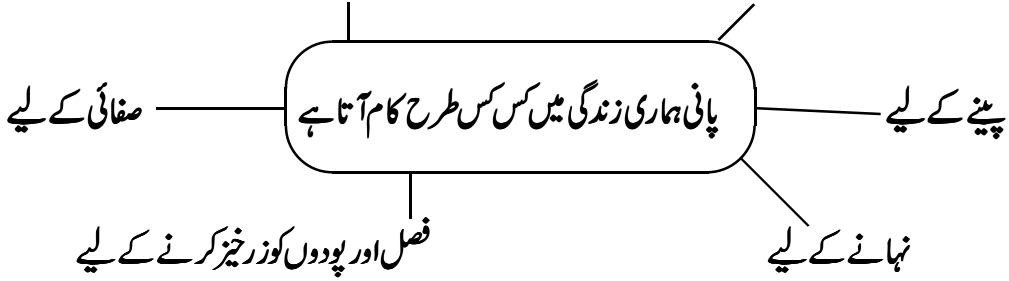 پانی ہماری زندگی میں کس کس طرح کام آتا ہے
پینے کے لیے
صفائی کے لیے
نہانے کے لیے
فصل اور پودوں کو زرخیز کرنے کے لیے